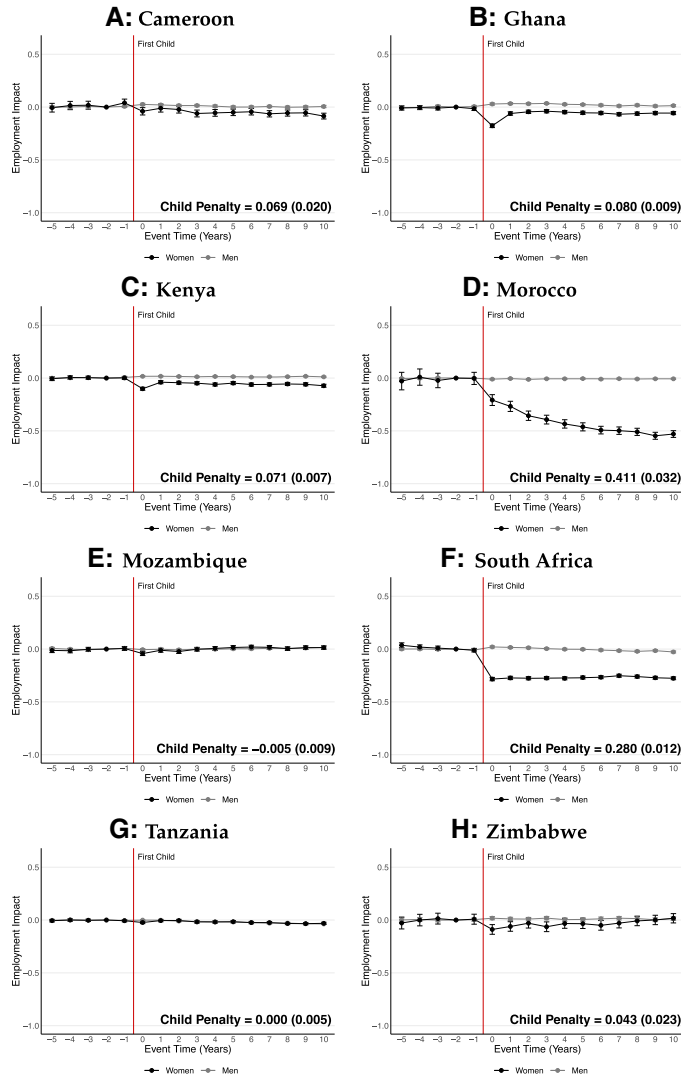 A: Cameroon
First Child
0.5
0.0
−0.5
−1.0
Employment Impact
Child Penalty = 0.069 (0.020)
−5 −4 −3 −2 −1 0 1 2 3 4 5 6 7 8 9 10
Event Time (Years)
Women Men
B: Ghana
First Child
0.5
0.0
−0.5
−1.0
Employment Impact
Child Penalty = 0.080 (0.009)
−5 −4 −3 −2 −1 0 1 2 3 4 5 6 7 8 9 10
Event Time (Years)
Women Men
C: Kenya
First Child
0.5
0.0
−0.5
−1.0
Employment Impact
Child Penalty = 0.071 (0.007)
−5 −4 −3 −2 −1 0 1 2 3 4 5 6 7 8 9 10
Event Time (Years)
Women Men
D: Morocco
First Child
0.5
0.0
−0.5
−1.0
Employment Impact
Child Penalty = 0.411 (0.032)
−5 −4 −3 −2 −1 0 1 2 3 4 5 6 7 8 9 10
Event Time (Years)
Women Men
E: Mozambique
First Child
0.5
0.0
−0.5
−1.0
Employment Impact
Child Penalty = −0.005 (0.009)
−5 −4 −3 −2 −1 0 1 2 3 4 5 6 7 8 9 10
Event Time (Years)
Women Men
F: South Africa
First Child
0.5
0.0
−0.5
−1.0
Employment Impact
Child Penalty = 0.280 (0.012)
−5 −4 −3 −2 −1 0 1 2 3 4 5 6 7 8 9 10
Event Time (Years)
Women Men
G: Tanzania
First Child
0.5
0.0
−0.5
−1.0
Employment Impact
Child Penalty = 0.000 (0.005)
−5 −4 −3 −2 −1 0 1 2 3 4 5 6 7 8 9 10
Event Time (Years)
Women Men
H: Zimbabwe
First Child
0.5
0.0
−0.5
−1.0
Employment Impact
Child Penalty = 0.043 (0.023)
−5 −4 −3 −2 −1 0 1 2 3 4 5 6 7 8 9 10
Event Time (Years)
Women Men